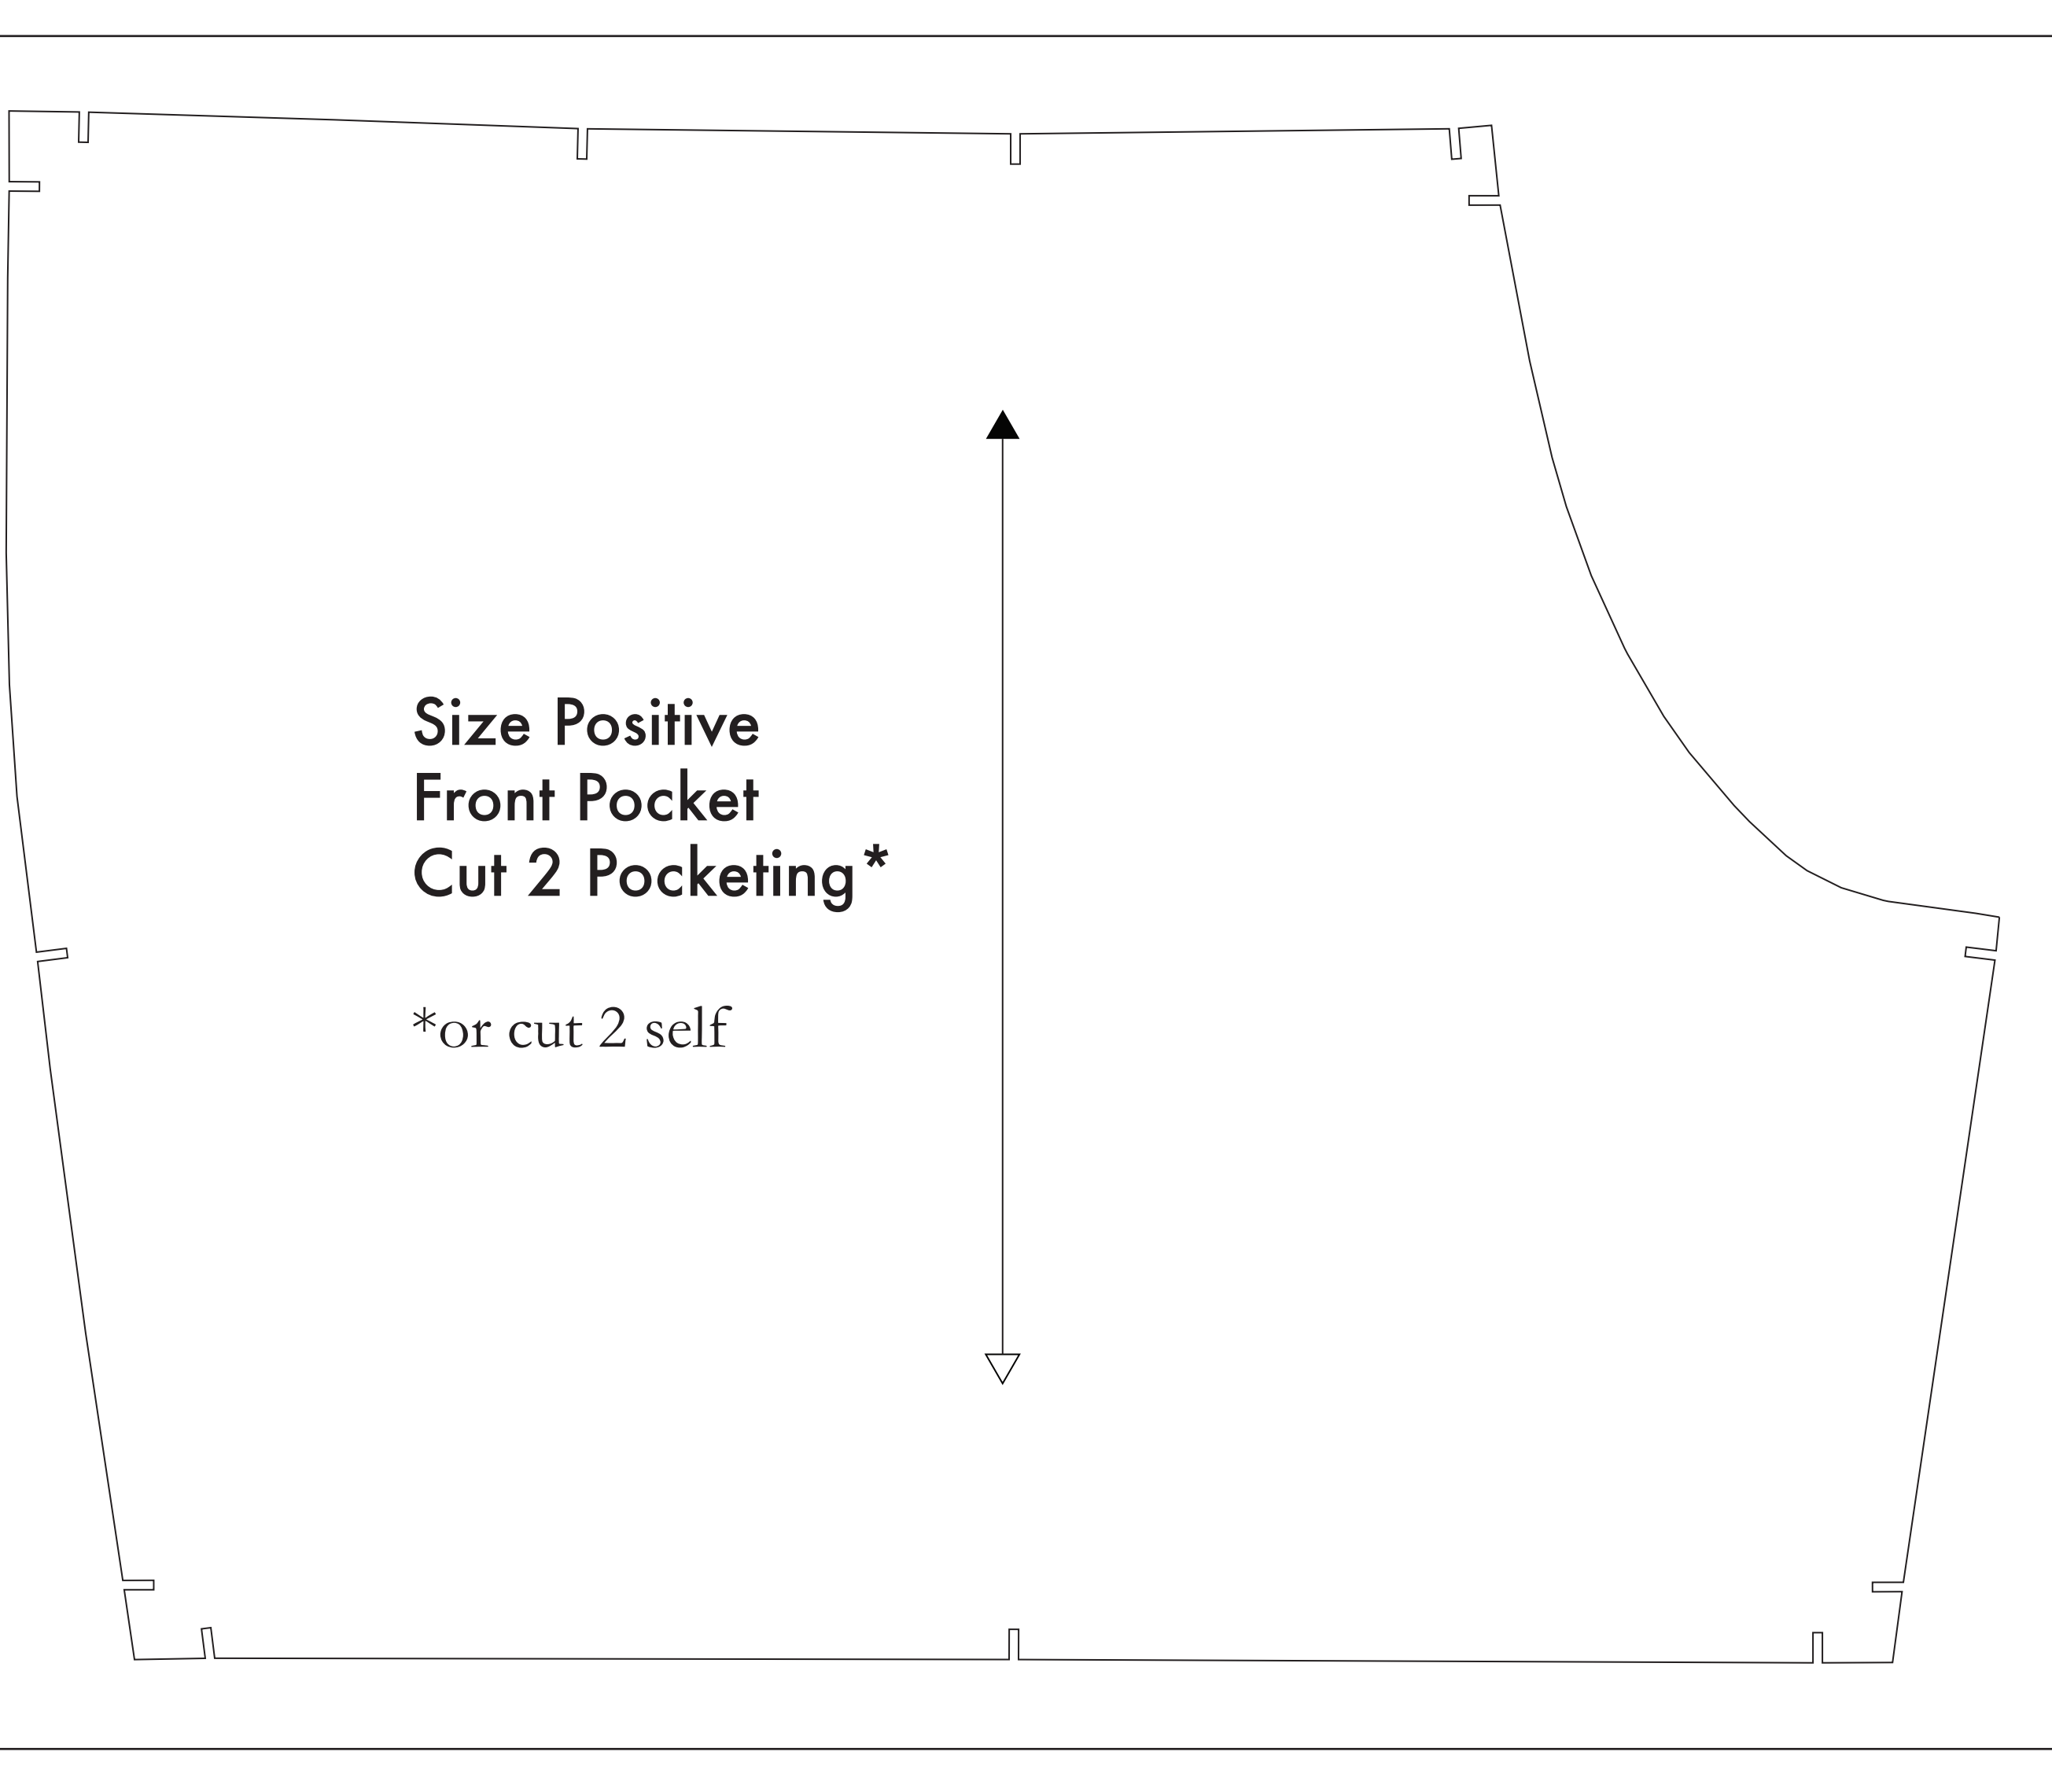 Size Positive
Front Pocket
Cut 2 Pocketing*
*or cut 2 self